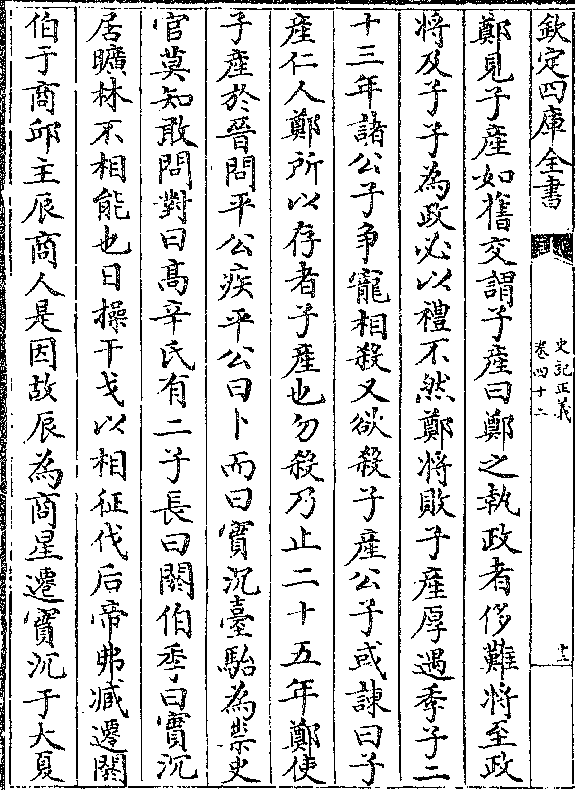 欽定四庫全書
史記正義
卷四十二
十二
鄭見子產如舊交謂子產曰鄭之執政者侈難將至政
將及子子為政必以禮不然鄭將敗子產厚遇季子二
十三年諸公子爭寵相殺又欲殺子產公子或諫曰子
產仁人鄭所以存者子產也勿殺乃止二十五年鄭使
子產於晉問平公疾平公曰卜而曰實沉臺駘為祟史
官莫知敢問對曰髙辛氏有二子長曰閼伯季曰實沉
居曠林不相能也日操干戈以相征伐后帝弗臧遷閼
伯于商邱主辰商人是因故辰為商星遷實沉于大夏